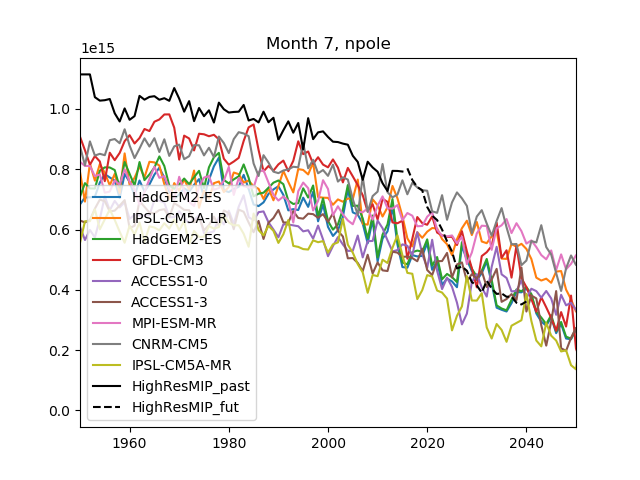 Month 7, npole
1e15
1.0
0.8
0.6
0.4
0.2
0.0
HadGEM2-ES
IPSL-CM5A-LR
HadGEM2-ES
GFDL-CM3
ACCESS1-0
ACCESS1-3
MPI-ESM-MR
CNRM-CM5
IPSL-CM5A-MR
HighResMIP_past
HighResMIP_fut
1960 1980 2000 2020 2040